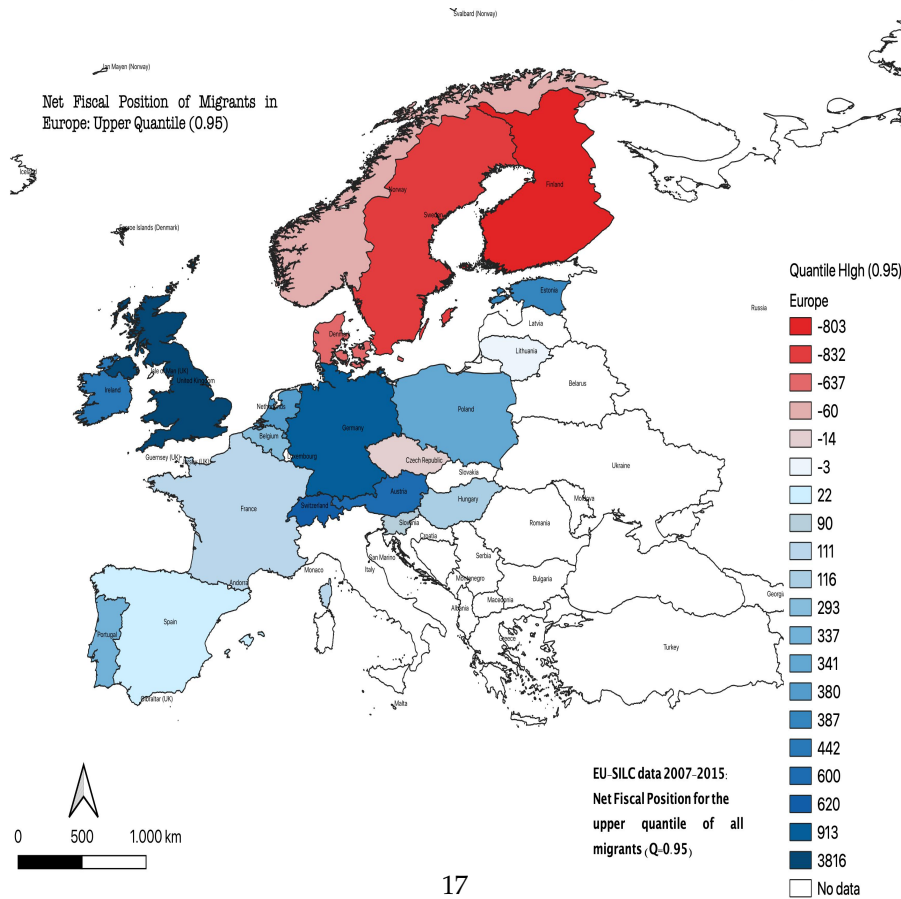 Svalbard (Norway)
Jan Mayen (Norway)
Net Fiscal Position of Migrants in
Europe: Upper Quantile (0.95)
Iceland
Norway
Finland
Sweden
Faroe Islands (Denmark)
Estonia
Russia
Latvia
Denmark
Lithuania
Isle of Man (UK)
United Kingdom
Ireland
Belarus
Netherlands
Poland
Germany
Belgium
Guernsey (UK)
Jersey (UK)
Luxembourg
Czech Republic
Ukraine
Slovakia
Austria
Switzerland
Hungary
Moldova
France
Slovenia
Romania
Croatia
San Marino
Serbia
Monaco
Italy
Andorra
Montenegro
Bulgaria
Georgia
Macedonia
Albania
Spain
Portugal
Greece
Turkey
Gibraltar (UK)
Malta
Quantile HIgh (0.95)
Europe
-803
-832
-637
-60
-14
-3
22
90
111
116
293
337
341
380
387
442
600
620
913
3816
No data
EU-SILC data 2007-2015:
Net Fiscal Position for the
upper quantile of all
migrants (Q=0.95)
0 500 1.000 km
17